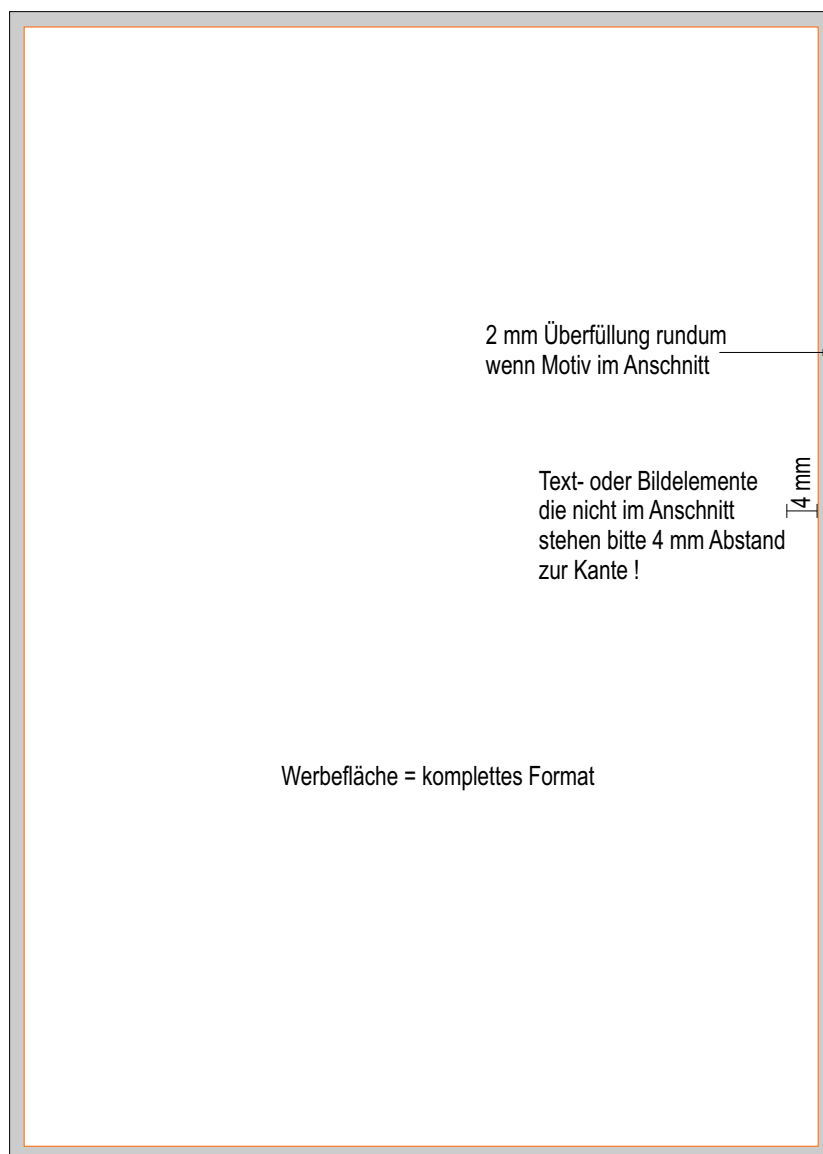 2 mm Überfüllung rundum
wenn Motiv im Anschnitt
4 mm
Text- oder Bildelemente
die nicht im Anschnitt
stehen bitte 4 mm Abstand
zur Kante !
Werbefläche = komplettes Format